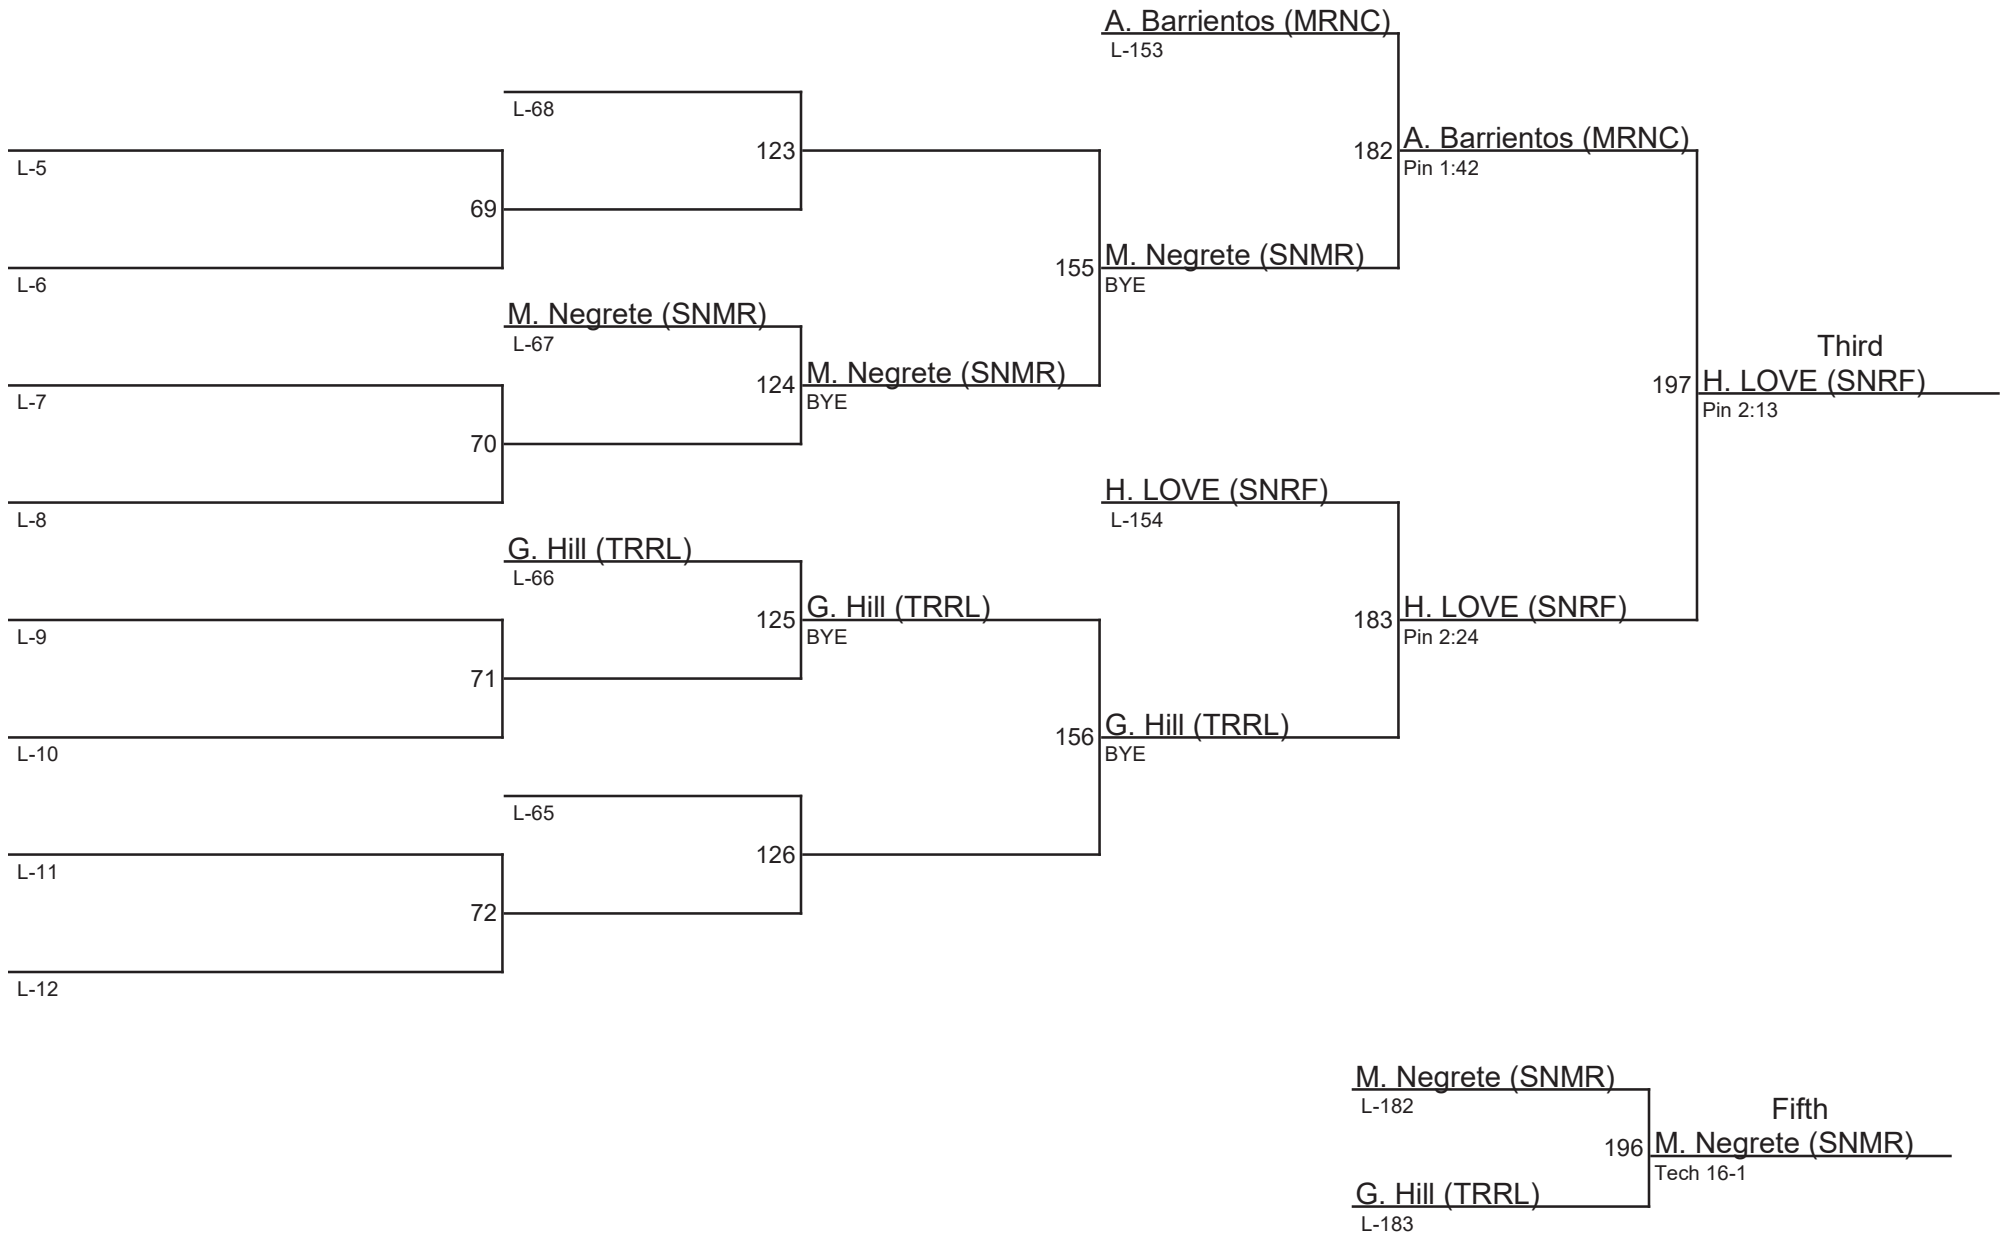 A. Barrientos (MRNC)
L-153
L-68
123
182
A. Barrientos (MRNC)
Pin 1:42
L-5
69
L-6
155
M. Negrete (SNMR)
BYE
M. Negrete (SNMR)
L-67
Third
124
M. Negrete (SNMR)
BYE
197
H. LOVE (SNRF)
Pin 2:13
L-7
70
L-8
H. LOVE (SNRF)
L-154
G. Hill (TRRL)
L-66
125
G. Hill (TRRL)
BYE
183
H. LOVE (SNRF)
Pin 2:24
L-9
71
L-10
156
G. Hill (TRRL)
BYE
L-65
126
L-11
72
L-12
M. Negrete (SNMR)
L-182
Fifth
196
M. Negrete (SNMR)
Tech 16-1
G. Hill (TRRL)
L-183